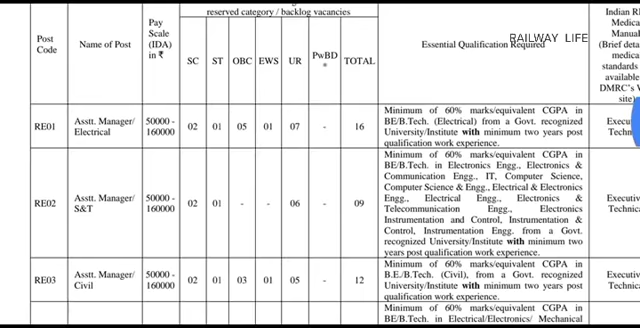 reserved category / backlog vacancies
Indian R
Post Code
Name of Post
Pay Scale (IDA) in ₹
SC ST OBC EWS UR PwBD * TOTAL
Essential Qualification Required
RAILWAY LIFE
Medica
Manual
(Brief deta
medica
standards
available
DMRC's W
site)
RE01
Asstt. Manager/
Electrical
50000 -
160000
02 01 05 01 07 - 16
Minimum of 60% marks/equivalent CGPA in
BE/B.Tech. (Electrical) from a Govt. recognized
University/Institute with minimum two years post
qualification work experience.
Execu
Techn
RE02
Asstt. Manager/
S&T
50000 -
160000
02 01 - - 06 - 09
Minimum of 60% marks/equivalent CGPA in
BE/B.Tech. in Electronics Engg., Electronics &
Communication Engg., IT, Computer Science,
Computer Science & Engg., Electrical & Electronics
Engg., Electrical Engg., Electronics &
Telecommunication Engg., Electronics
Instrumentation and Control, Instrumentation &
Control, Instrumentation Engg. from a Govt.
recognized University/Institute with minimum two
years post qualification work experience.
Executiv
Technica
RE03
Asstt. Manager/
Civil
50000 -
160000
02 01 03 01 05 - 12
Minimum of 60% marks/equivalent CGPA in
B.E./B.Tech. (Civil), from a Govt. recognized
University/Institute with minimum two years post
qualification work experience.
Executiv
Technica
Minimum of 60% marks/equivalent CGPA in
BE/B.Tech. in Electrical/Electronics/ Mechanical